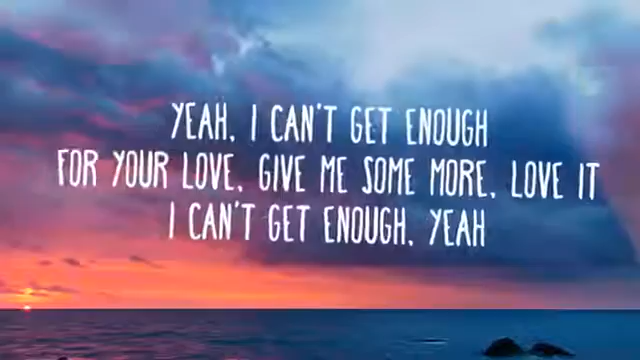 YEAH, I CAN'T GET ENOUGH
FOR YOUR LOVE, GIVE ME SOME MORE, LOVE IT
I CAN'T GET ENOUGH, YEAH